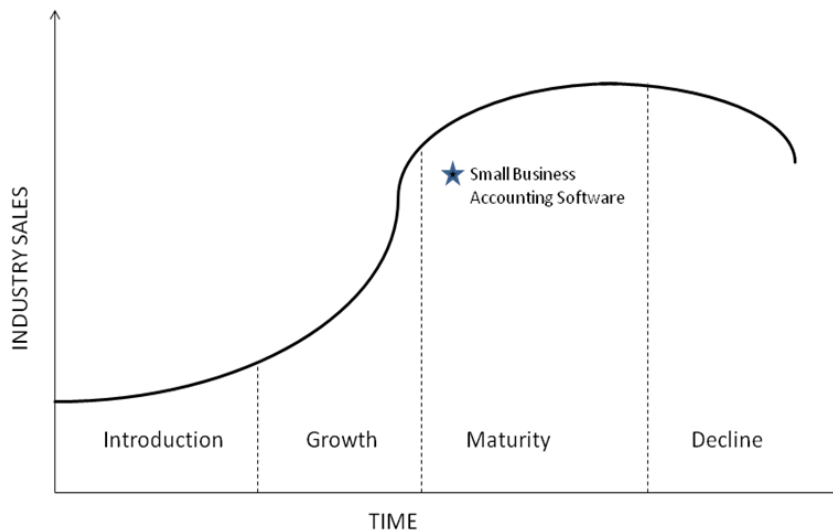 INDUSTRY SALES
Small Business
Accounting Software
Introduction
Growth
Maturity
Decline
TIME